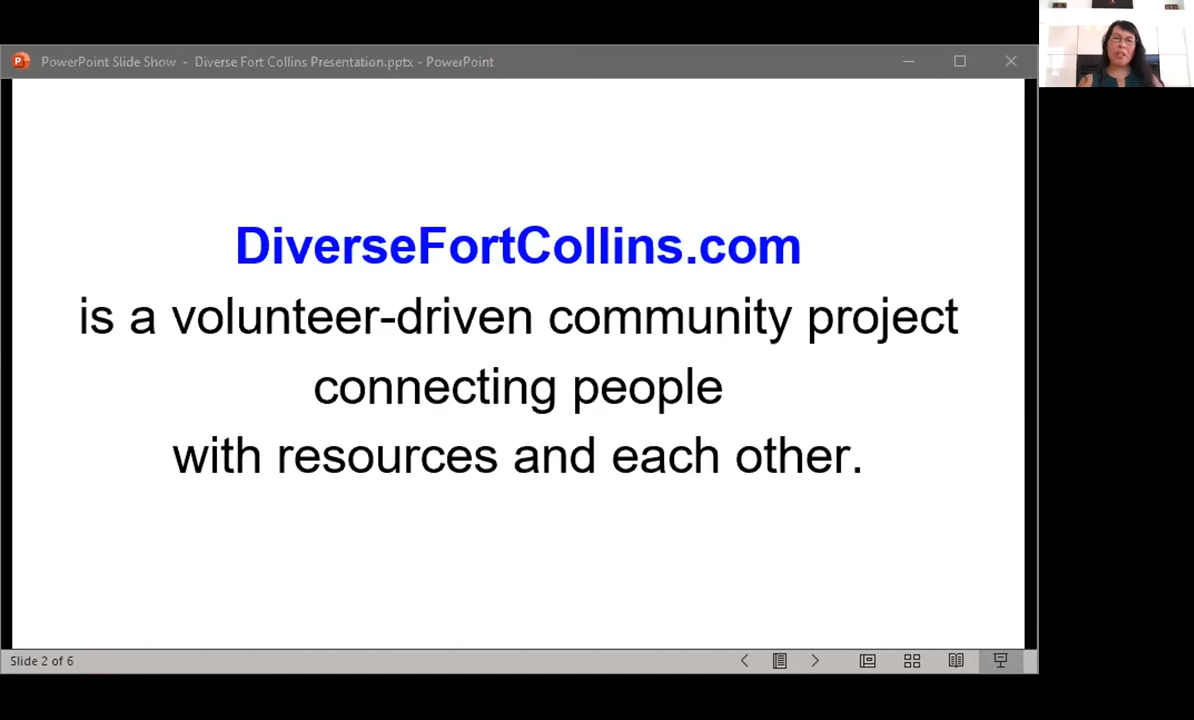 PowerPoint Slide Show - Diverse Fort Collins Presentation.pptx - PowerPoint
DiverseFortCollins.com
is a volunteer-driven community project
connecting people
with resources and each other.
Slide 2 of 6